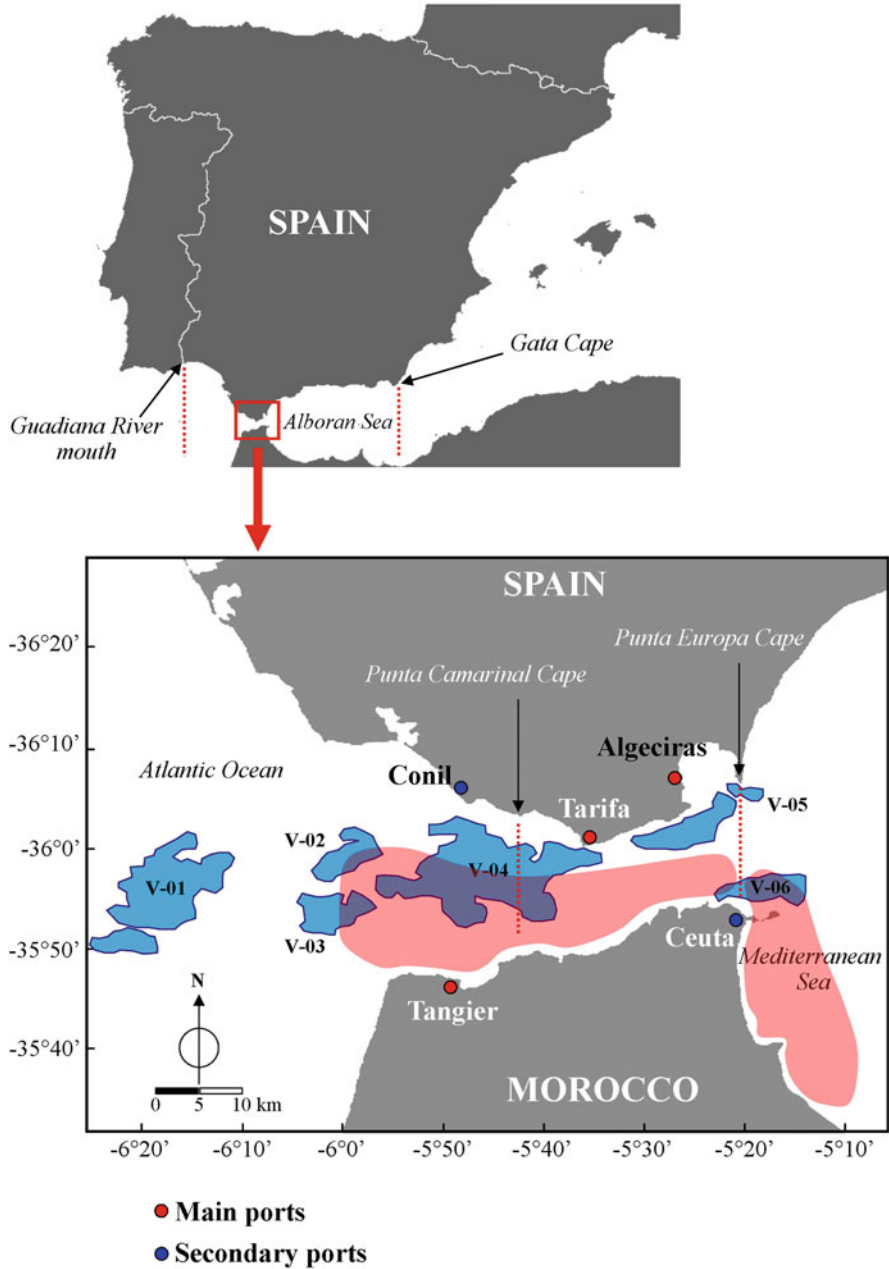 SPAIN
Gata Cape
Guadiana River
mouth
Alboran Sea
SPAIN
-36°20’
Punta Europa Cape
Punta Camarinal Cape
-36°10’
Algeciras
Atlantic Ocean
Conil
Tarifa
V-05
V-02
-36°0’
V-01
V-04
V-06
V-03
-35°50’
Ceuta
Mediterranean
Sea
N
Tangier
-35°40’
0 5 10 km
MOROCCO
-6°20’ -6°10’ -6°0’ -5°50’ -5°40’ -5°30’ -5°20’ -5°10’
Main ports
Secondary ports